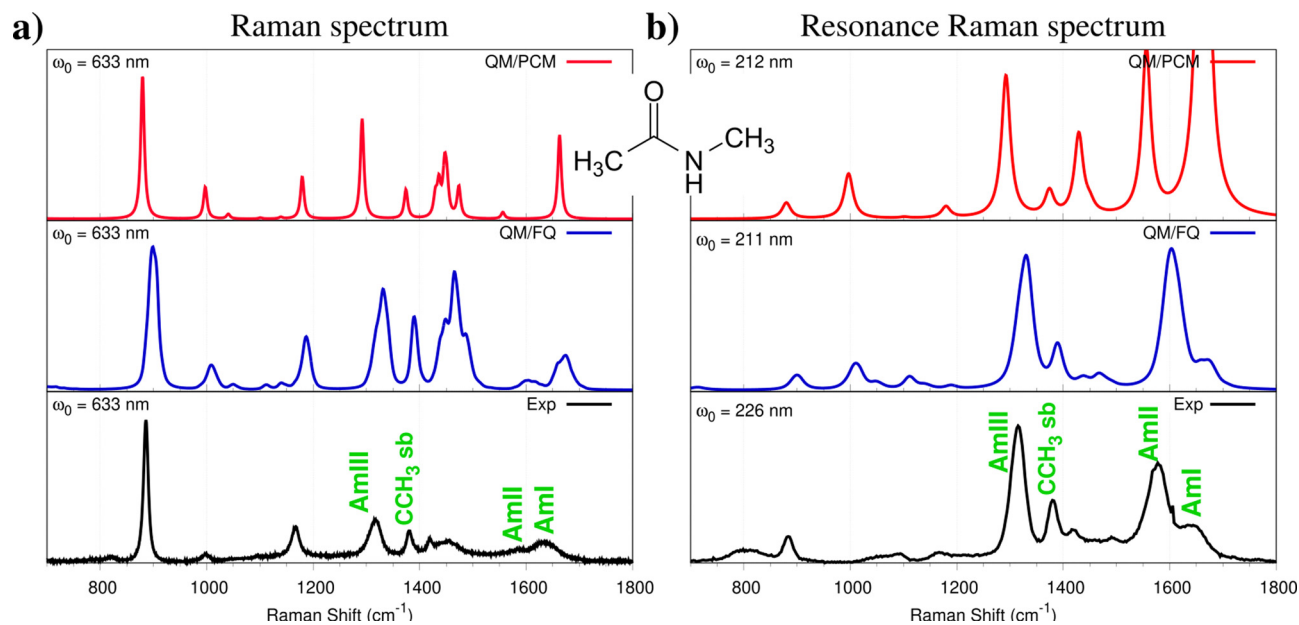 a) Raman spectrum
b) Resonance Raman spectrum
ω₀ = 633 nm
QM/PCM
ω₀ = 212 nm
QM/PCM
O
H₃C
N
H
CH₃
ω₀ = 633 nm
QM/FQ
ω₀ = 211 nm
QM/FQ
ω₀ = 633 nm
Exp
AmIII
CCH₃ sb
AmII
AmI
ω₀ = 226 nm
Exp
AmIII
CCH₃ sb
AmII
AmI
800 1000 1200 1400 1600 1800
Raman Shift (cm⁻¹)
800 1000 1200 1400 1600 1800
Raman Shift (cm⁻¹)